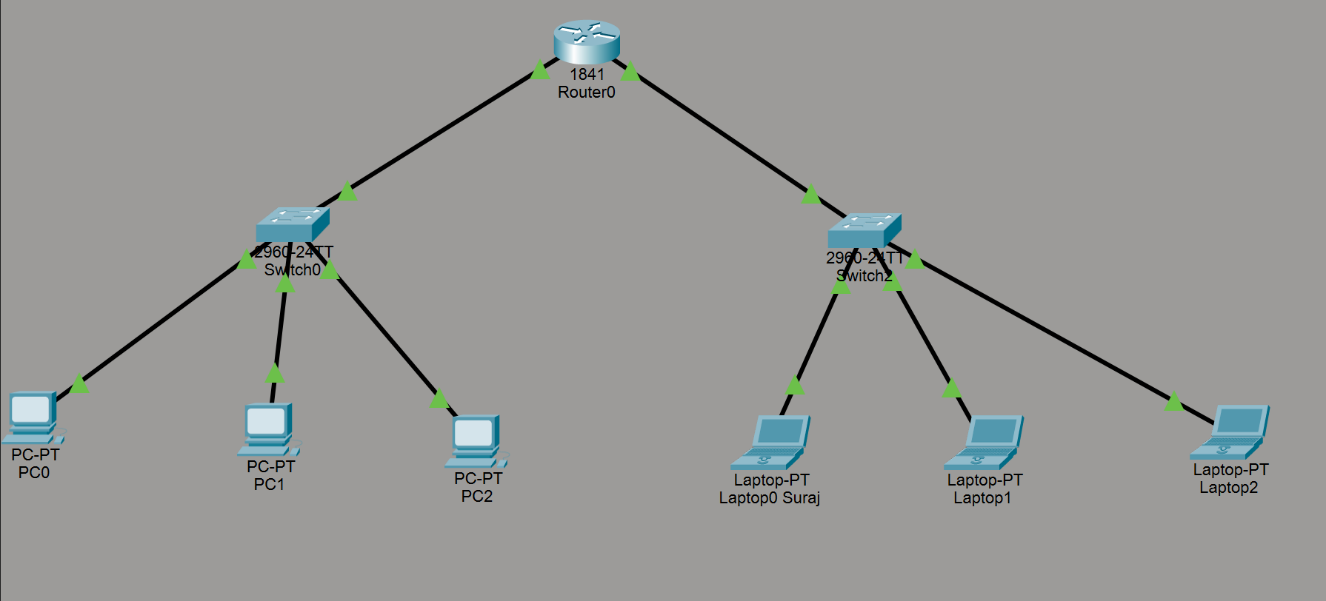 1841
Router0
2960-24TT
Switch0
2960-24TT
Switch2
PC-PT
PC0
PC-PT
PC1
PC-PT
PC2
Laptop-PT
Laptop0 Suraj
Laptop-PT
Laptop1
Laptop-PT
Laptop2